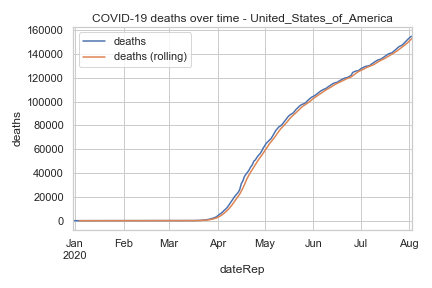 COVID-19 deaths over time - United_States_of_America
deaths
deaths (rolling)
160000
140000
120000
100000
80000
60000
40000
20000
0
deaths
Jan Feb Mar Apr May Jun Jul Aug
2020
dateRep